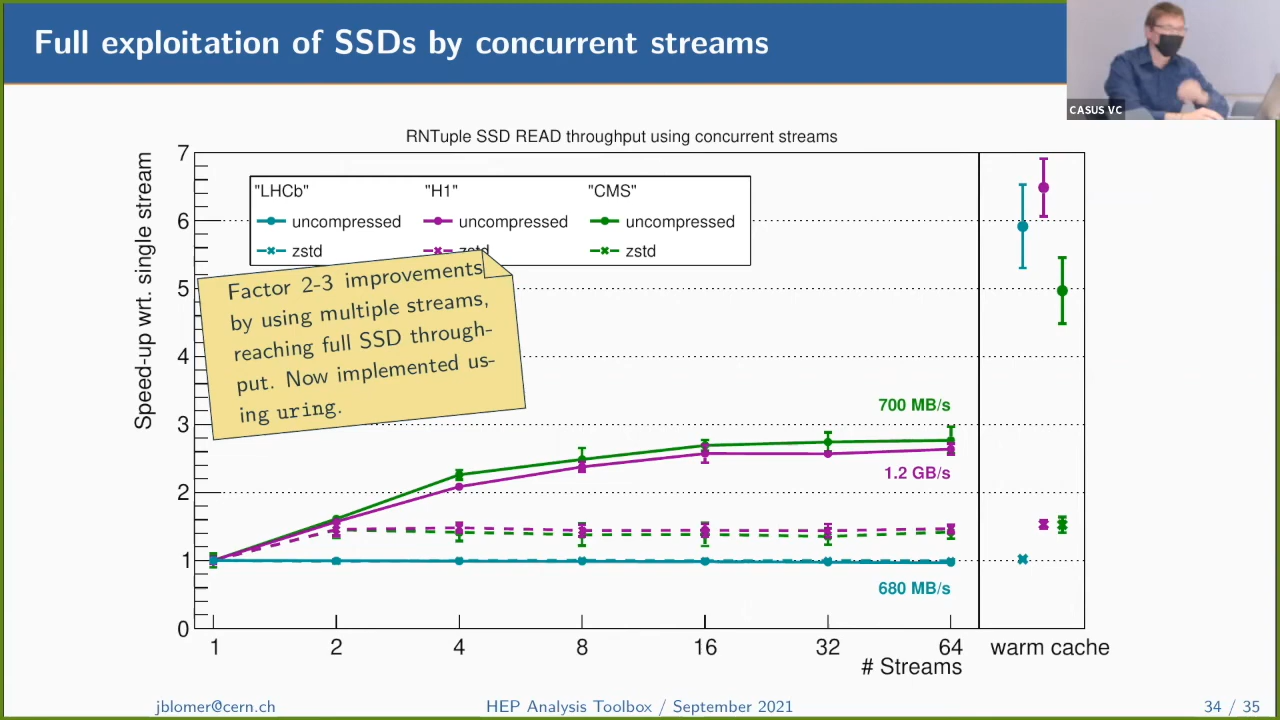 Full exploitation of SSDs by concurrent streams
CASUS VC
RNTuple SSD READ throughput using concurrent streams
Speed-up wrt. single stream
7
6
5
4
3
2
1
0
"LHCb" "H1" "CMS"
uncompressed uncompressed uncompressed
zstd zstd zstd
Factor 2-3 improvements
by using multiple streams,
reaching full SSD through-
put. Now implemented us-
ing uring.
700 MB/s
1.2 GB/s
680 MB/s
1 2 4 8 16 32 64 warm cache
# Streams
jblomer@cern.ch HEP Analysis Toolbox / September 2021 34 / 35